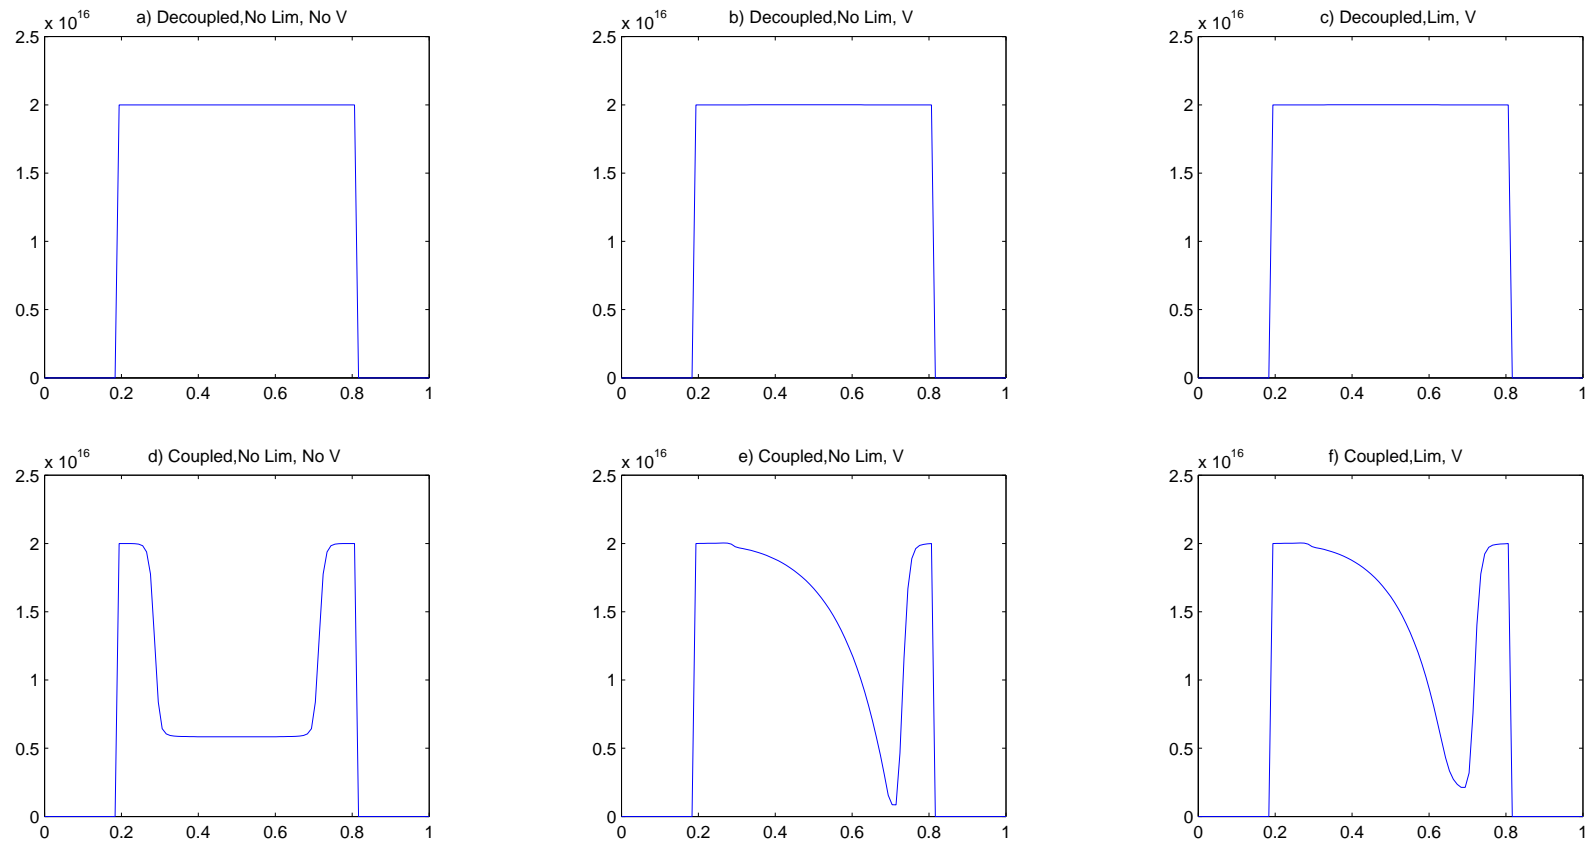 a) Decoupled,No Lim, No V
x 10^16
2.5
2
1.5
1
0.5
0
0 0.2 0.4 0.6 0.8 1
b) Decoupled,No Lim, V
x 10^16
2.5
2
1.5
1
0.5
0
0 0.2 0.4 0.6 0.8 1
c) Decoupled,Lim, V
x 10^16
2.5
2
1.5
1
0.5
0
0 0.2 0.4 0.6 0.8 1
d) Coupled,No Lim, No V
x 10^16
2.5
2
1.5
1
0.5
0
0 0.2 0.4 0.6 0.8 1
e) Coupled,No Lim, V
x 10^16
2.5
2
1.5
1
0.5
0
0 0.2 0.4 0.6 0.8 1
f) Coupled,Lim, V
x 10^16
2.5
2
1.5
1
0.5
0
0 0.2 0.4 0.6 0.8 1